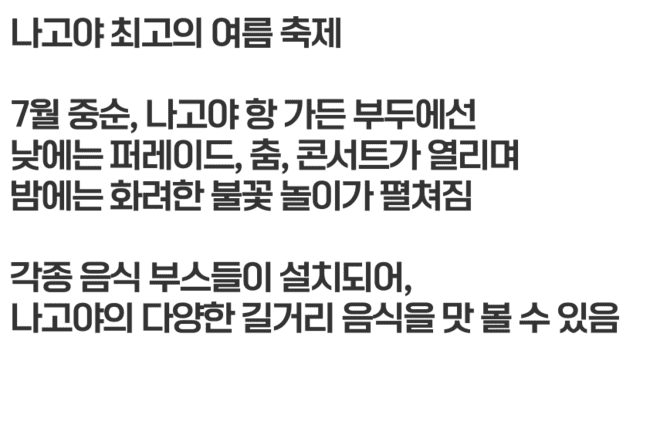 나고야 최고의 여름 축제
7월 중순, 나고야 항 가든 부두에선
낮에는 퍼레이드, 춤, 콘서트가 열리며
밤에는 화려한 불꽃 놀이가 펼쳐짐
각종 음식 부스들이 설치되어,
나고야의 다양한 길거리 음식을 맛 볼 수 있음